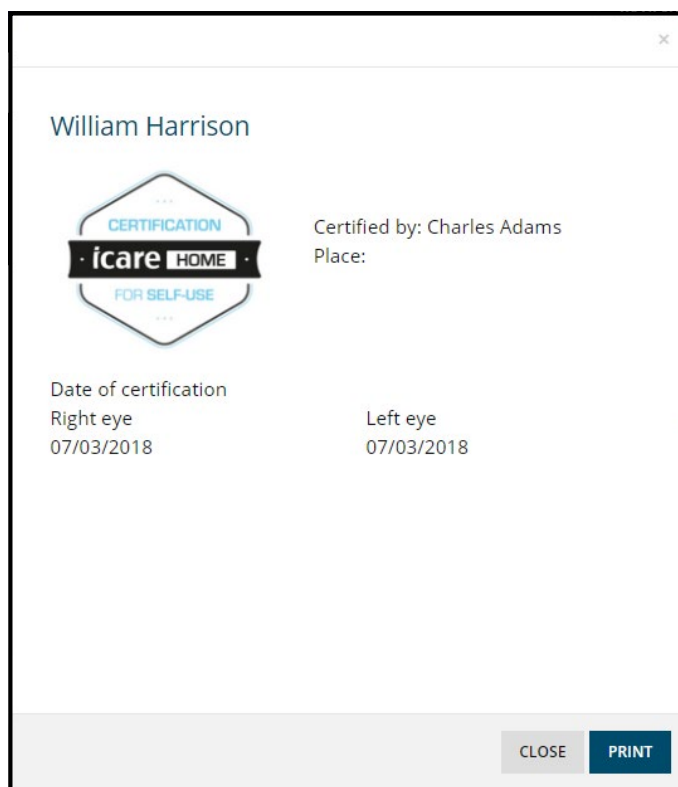 ×
William Harrison
CERTIFICATION
icare HOME
FOR SELF-USE
Certified by: Charles Adams
Place:
Date of certification
Right eye
Left eye
07/03/2018
07/03/2018
CLOSE
PRINT